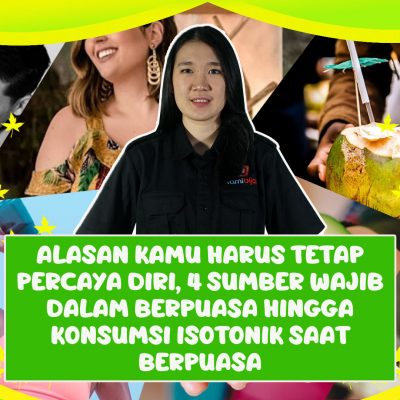 ALASAN KAMU HARUS TETAP
PERCAYA DIRI, 4 SUMBER WAJIB
DALAM BERPUASA HINGGA
KONSUMSI ISOTONIK SAAT
BERPUASA